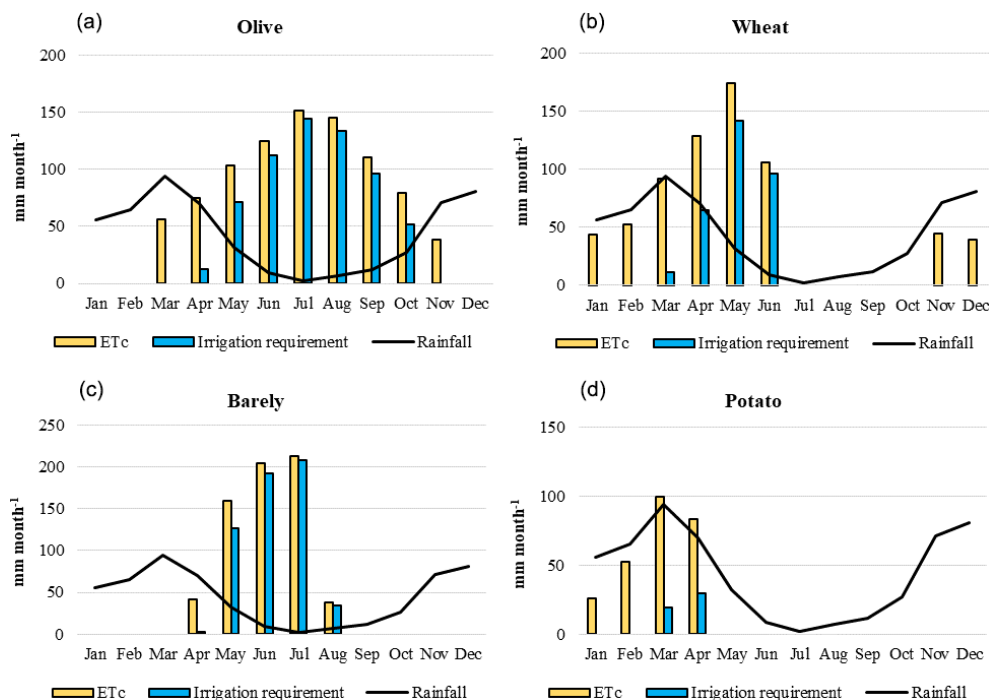 (a)
Olive
200
150
100
50
0
mm month⁻¹
Jan Feb Mar Apr May Jun Jul Aug Sep Oct Nov Dec
ETc Irrigation requirement Rainfall
(b)
Wheat
200
150
100
50
0
mm month⁻¹
Jan Feb Mar Apr May Jun Jul Aug Sep Oct Nov Dec
ETc Irrigation requirement Rainfall
(c)
Barely
250
200
150
100
50
0
mm month⁻¹
Jan Feb Mar Apr May Jun Jul Aug Sep Oct Nov Dec
ETc Irrigation requirement Rainfall
(d)
Potato
150
100
50
0
mm month⁻¹
Jan Feb Mar Apr May Jun Jul Aug Sep Oct Nov Dec
ETc Irrigation requirement Rainfall